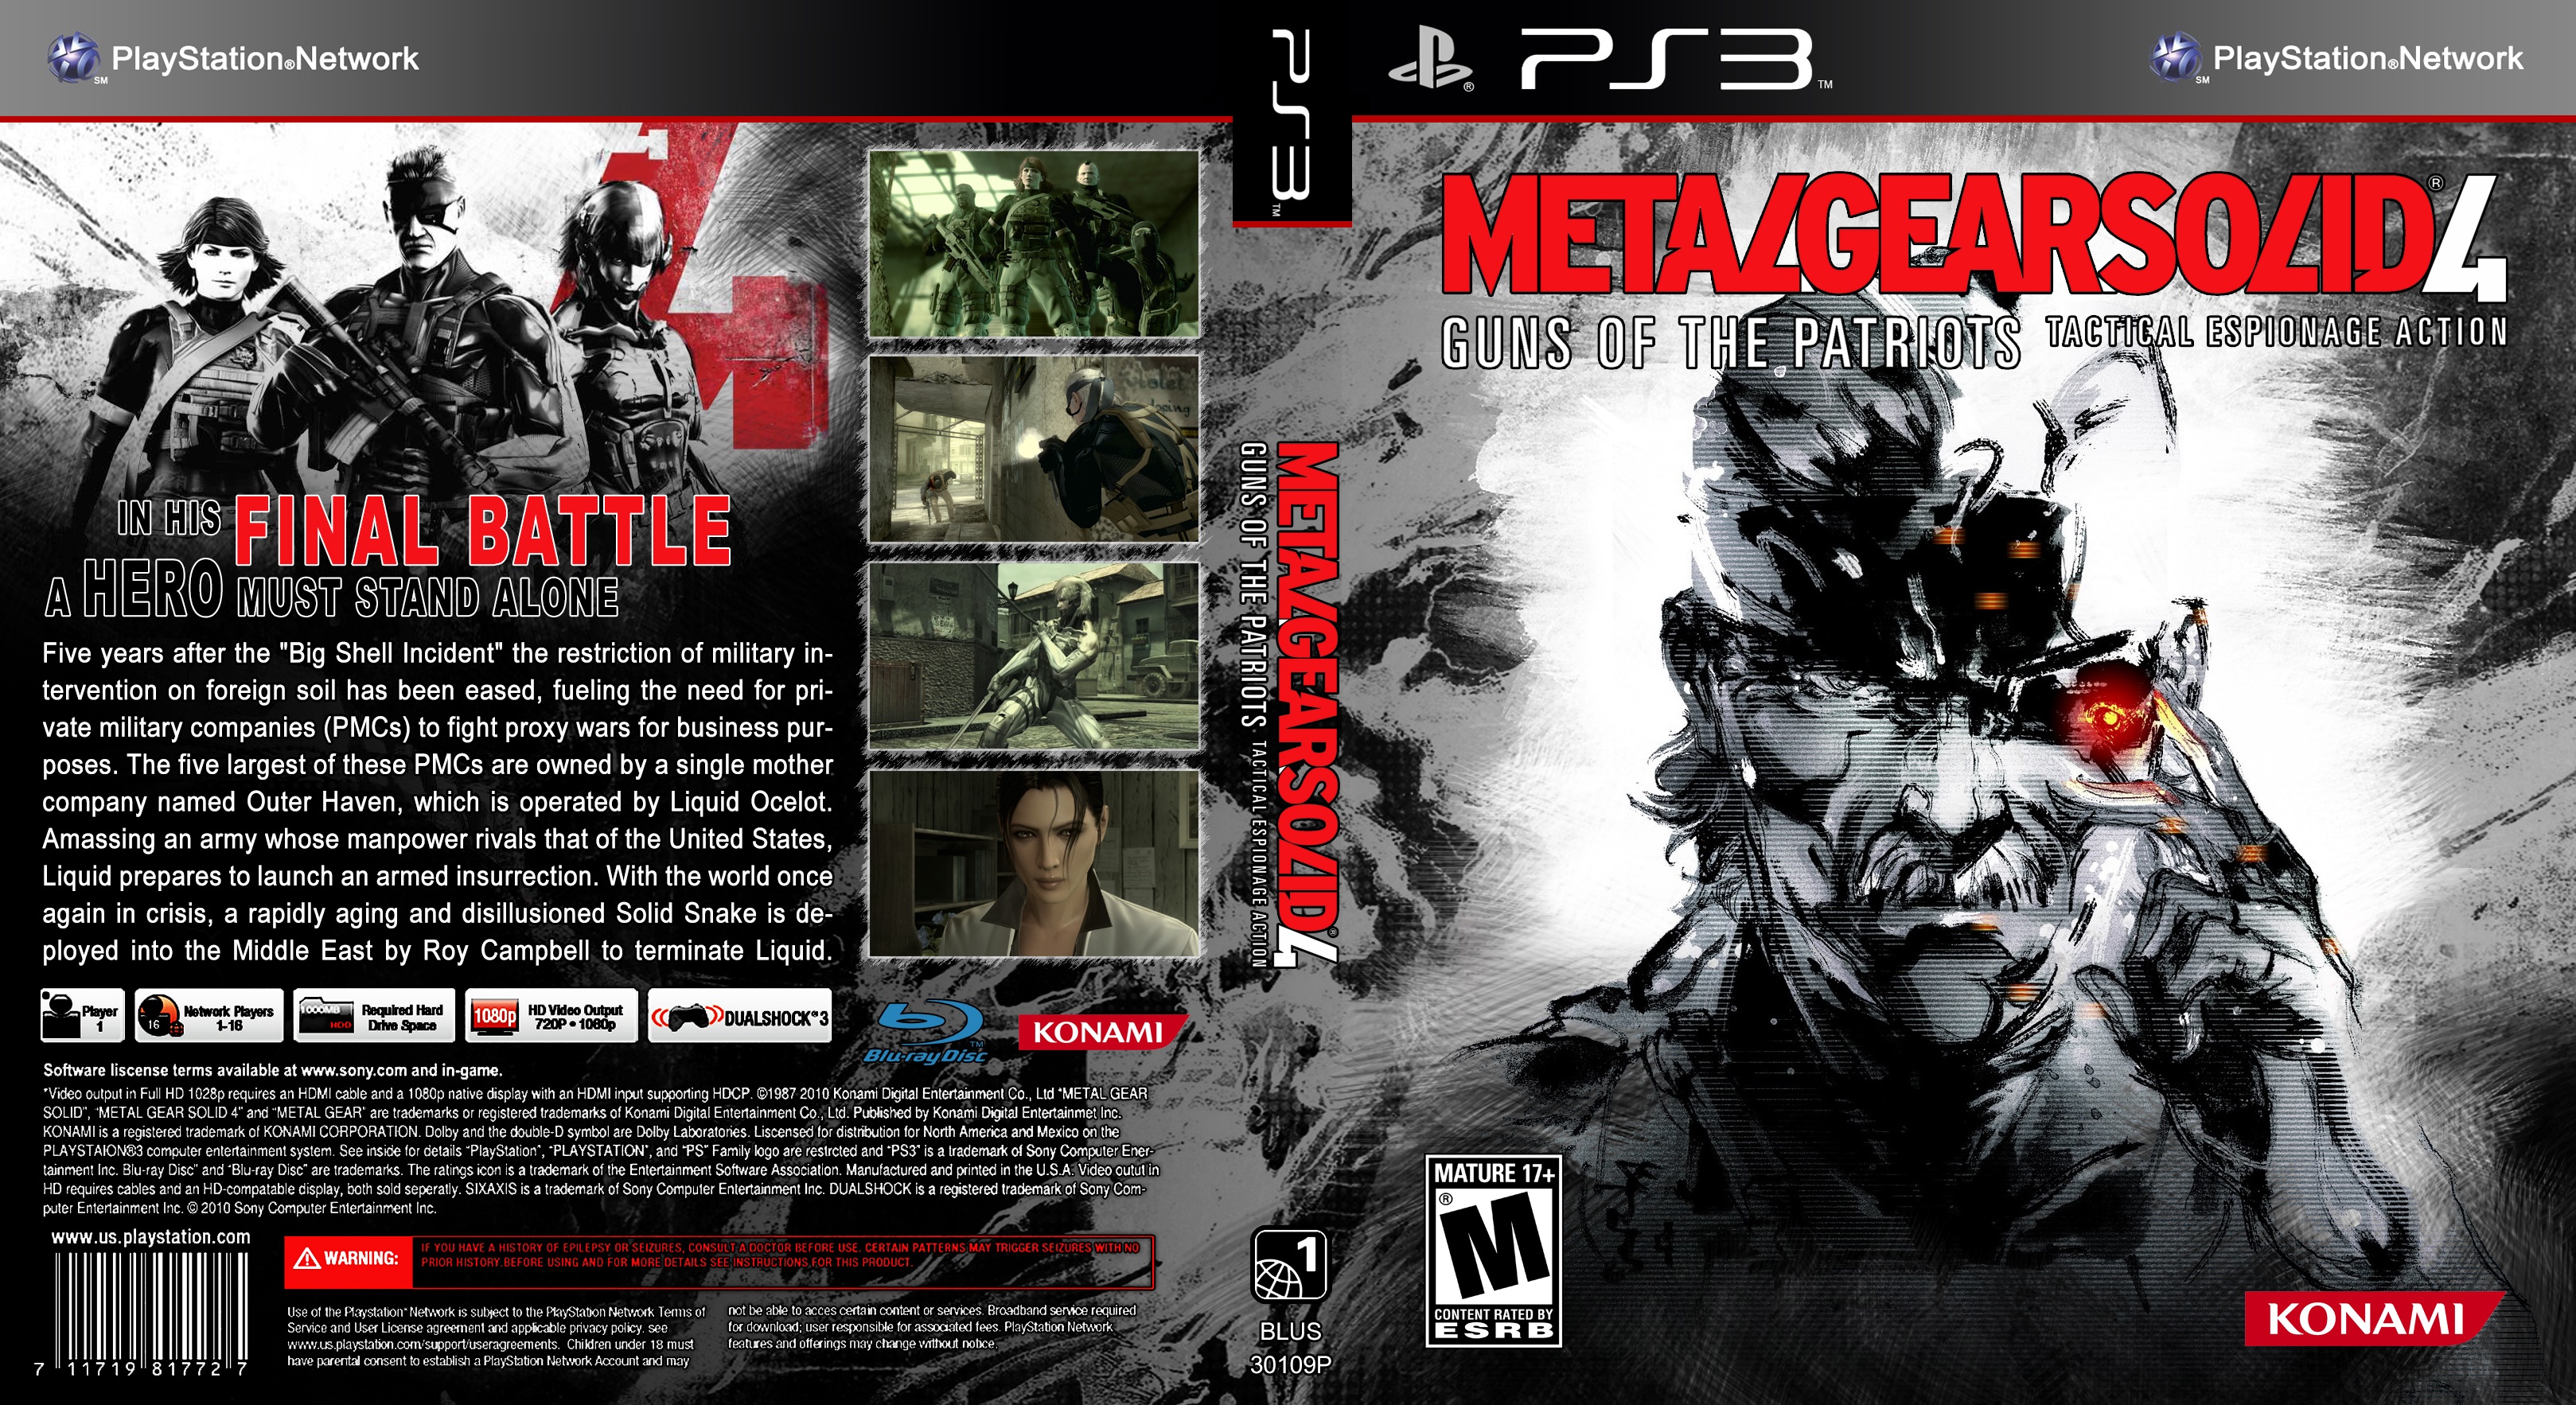 PlayStation®Network
SM
IN HIS FINAL BATTLE
A HERO MUST STAND ALONE
Five years after the "Big Shell Incident" the restriction of military in-
tervention on foreign soil has been eased, fueling the need for pri-
vate military companies (PMCs) to fight proxy wars for business pur-
poses. The five largest of these PMCs are owned by a single mother
company named Outer Haven, which is operated by Liquid Ocelot.
Amassing an army whose manpower rivals that of the United States,
Liquid prepares to launch an armed insurrection. With the world once
again in crisis, a rapidly aging and disillusioned Solid Snake is de-
ployed into the Middle East by Roy Campbell to terminate Liquid.
Player
1
16
Network Players
1-16
1000MB
HDD
Required Hard
Drive Space
1080p
HD Video Output
720P • 1080p
DUALSHOCK®3
Blu-ray Disc™
KONAMI
Software liscense terms available at www.sony.com and in-game.
*Video output in Full HD 1028p requires an HDMI cable and a 1080p native display with an HDMI input supporting HDCP. ©1987 2010 Konami Digital Entertainment Co., Ltd "METAL GEAR
SOLID", "METAL GEAR SOLID 4" and "METAL GEAR" are trademarks or registered trademarks of Konami Digital Entertainment Co., Ltd. Published by Konami Digital Entertainmet Inc.
KONAMI is a registered trademark of KONAMI CORPORATION. Dolby and the double-D symbol are Dolby Laboratories. Liscensed for distribution for North America and Mexico on the
PLAYSTAION®3 computer entertainment system. See inside for details "PlayStation", "PLAYSTATION", and "PS" Family logo are restrcted and "PS3" is a trademark of Sony Computer Ener-
tainment Inc. Blu-ray Disc" and "Blu-ray Disc" are trademarks. The ratings icon is a trademark of the Entertainment Software Association. Manufactured and printed in the U.S.A. Video outut in
HD requires cables and an HD-compatable display, both sold seperatly. SIXAXIS is a trademark of Sony Computer Entertainment Inc. DUALSHOCK is a registered trademark of Sony Com-
puter Entertainment Inc. © 2010 Sony Computer Entertainment Inc.
www.us.playstation.com
7 11719 81772 7
WARNING:
IF YOU HAVE A HISTORY OF EPILEPSY OR SEIZURES, CONSULT A DOCTOR BEFORE USE. CERTAIN PATTERNS MAY TRIGGER SEIZURES WITH NO
PRIOR HISTORY.BEFORE USING AND FOR MORE DETAILS SEE INSTRUCTIONS FOR THIS PRODUCT.
Use of the Playstation" Network is subject to the PlayStation Network Terms of
Service and User License agreement and applicable privacy policy. see
www.us.playstation.com/support/useragreements. Children under 18 must
have parental consent to establish a PlayStation Network Account and may
not be able to acces certain content or services. Broadband service required
for download; user responsible for associated fees. PlayStation Network
features and offerings may change without notice.
PS3™
METAL GEAR SOLID® 4
GUNS OF THE PATRIOTS TACTICAL ESPIONAGE ACTION
1
BLUS
30109P
PS3™
PlayStation®Network
SM
METAL GEAR SOLID® 4
GUNS OF THE PATRIOTS TACTICAL ESPIONAGE ACTION
MATURE 17+
M®
CONTENT RATED BY
ESRB
KONAMI